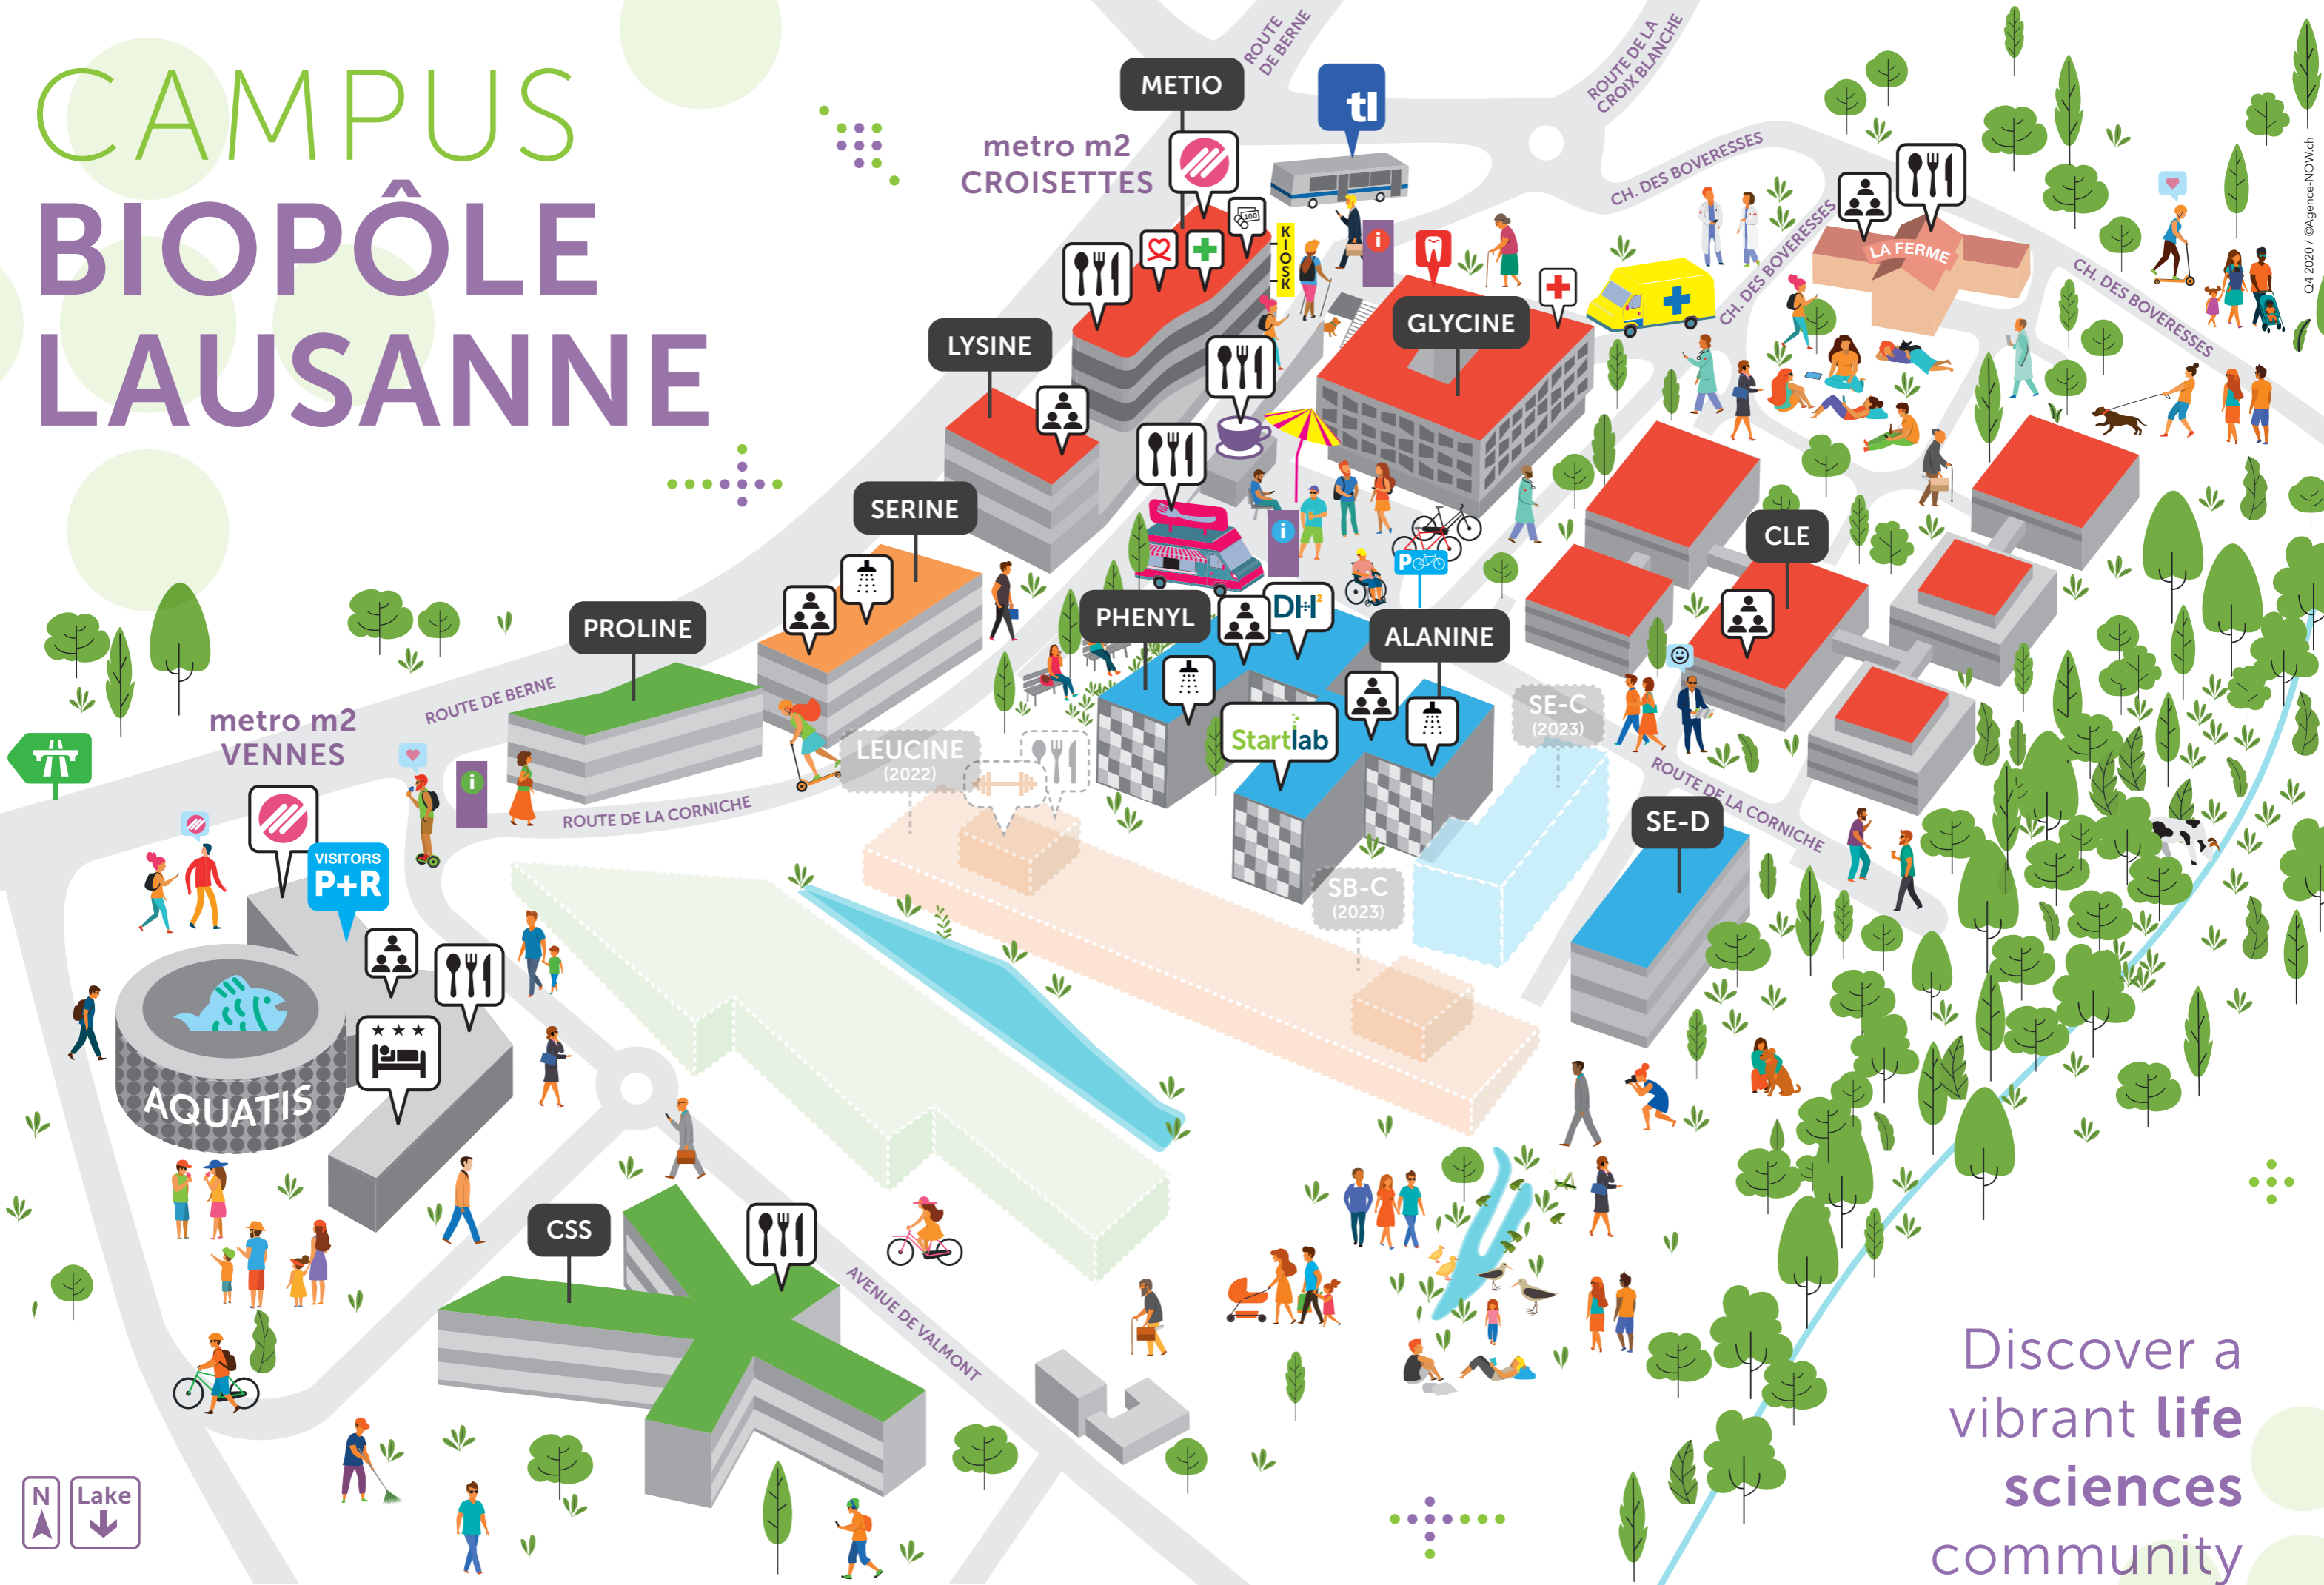 CAMPUS
BIOPÔLE
LAUSANNE
ROUTE
DE BERNE
ROUTE DE LA
CROIX BLANCHE
METIO
tl
metro m2
CROISETTES
CH. DES BOVERESSES
CH. DES BOVERESSES
CH. DES BOVERESSES
LA FERME
Q4 2020 / ©Agence-NOW.ch
100
KIOSK
i
GLYCINE
LYSINE
SERINE
i
P
CLE
PROLINE
PHENYL
DH²
ALANINE
ROUTE DE BERNE
metro m2
VENNES
i
ROUTE DE LA CORNICHE
LEUCINE
(2022)
Startlab
SE-C
(2023)
ROUTE DE LA CORNICHE
SE-D
SB-C
(2023)
VISITORS
P+R
AQUATIS
CSS
AVENUE DE VALMONT
N
Lake
Discover a
vibrant life
sciences
community